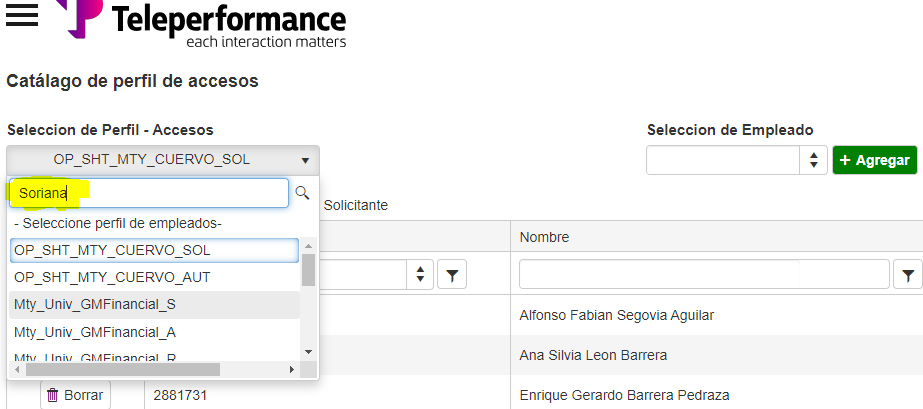 Teleperformance
each interaction matters
Catálago de perfil de accesos
Seleccion de Perfil - Accesos
Seleccion de Empleado
OP_SHT_MTY_CUERVO_SOL
+ Agregar
Soriana
Solicitante
- Seleccione perfil de empleados-
OP_SHT_MTY_CUERVO_SOL
Nombre
OP_SHT_MTY_CUERVO_AUT
Mty_Univ_GMFinancial_S
Alfonso Fabian Segovia Aguilar
Mty_Univ_GMFinancial_A
Mty_Univ_GMFinancial_R
Ana Silvia Leon Barrera
Borrar 2881731 Enrique Gerardo Barrera Pedraza